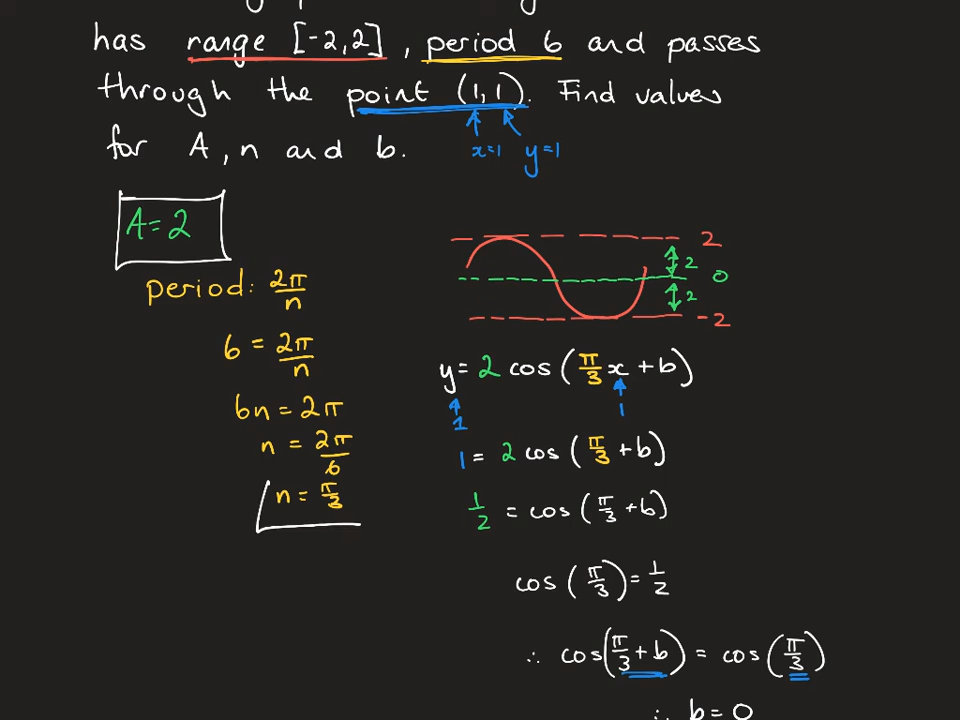 has range [-2,2], period 6 and passes
through the point (1,1). Find values
x=1 y=1
for A, n and b.
A=2
period: 2π/n
6 = 2π/n
6n = 2π
n = 2π/6
n = π/3
2
2
0
2
-2
y= 2 cos (π/3 x + b)
1 1
1 = 2 cos (π/3 + b)
1/2 = cos (π/3 + b)
cos (π/3) = 1/2
∴ cos(π/3 + b) = cos (π/3)
∴ b = 0